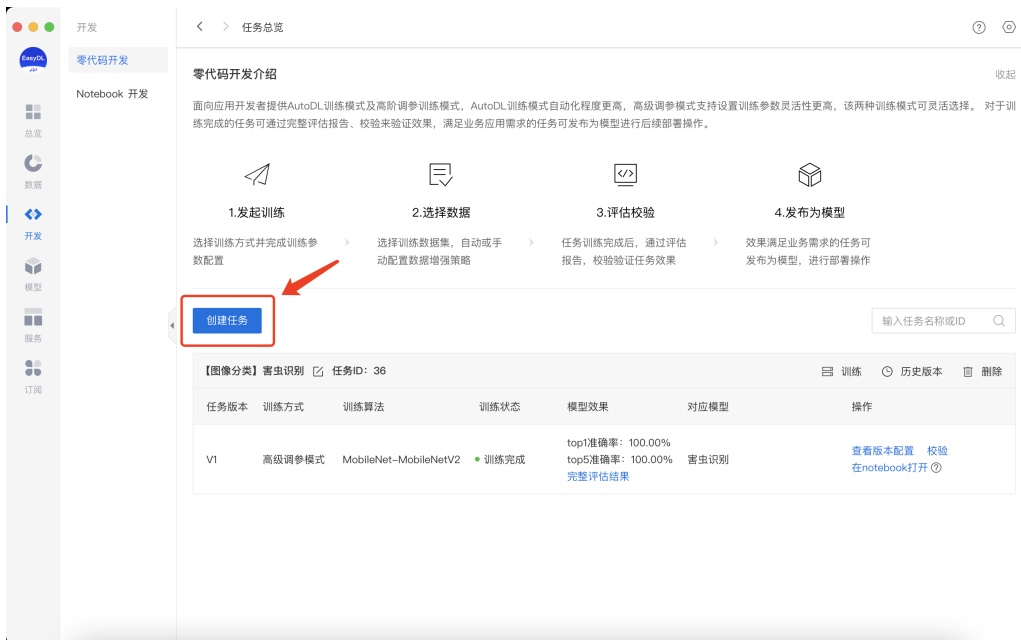 开发
任务总览
EasyDL
零代码开发
Notebook 开发
总览
数据
开发
模型
服务
订阅
零代码开发介绍
收起
面向应用开发者提供AutoDL训练模式及高阶调参训练模式，AutoDL训练模式自动化程度更高，高级调参模式支持设置训练参数灵活性更高，该两种训练模式可灵活选择。 对于训
练完成的任务可通过完整评估报告、校验来验证效果，满足业务应用需求的任务可发布为模型进行后续部署操作。
1.发起训练
选择训练方式并完成训练参
数配置
2.选择数据
选择训练数据集，自动或手
动配置数据增强策略
3.评估校验
任务训练完成后，通过评估
报告，校验验证任务效果
4.发布为模型
效果满足业务需求的任务可
发布为模型，进行部署操作
创建任务
输入任务名称或ID
【图像分类】害虫识别 任务ID：36
训练 历史版本 删除
任务版本 训练方式 训练算法 训练状态 模型效果 对应模型 操作
V1 高级调参模式 MobileNet-MobileNetV2 训练完成
top1准确率：100.00%
top5准确率：100.00%
完整评估结果
害虫识别
查看版本配置 校验
在notebook打开